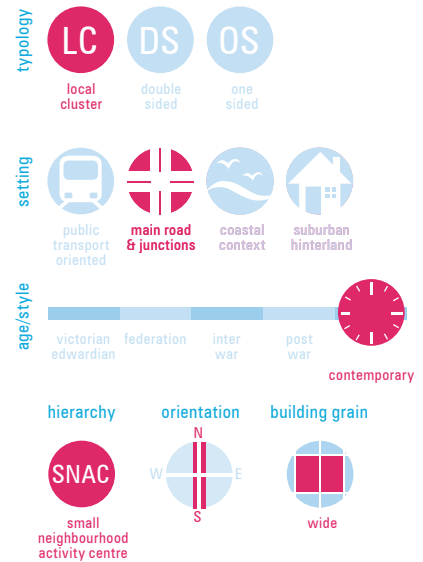 typology
LC
DS
OS
local
cluster
double
sided
one
sided
setting
public
transport
oriented
main road
& junctions
coastal
context
suburban
hinterland
age/style
victorian
edwardian
federation
inter
war
post
war
contemporary
hierarchy
orientation
building grain
SNAC
N
W
E
S
small
neighbourhood
activity centre
wide